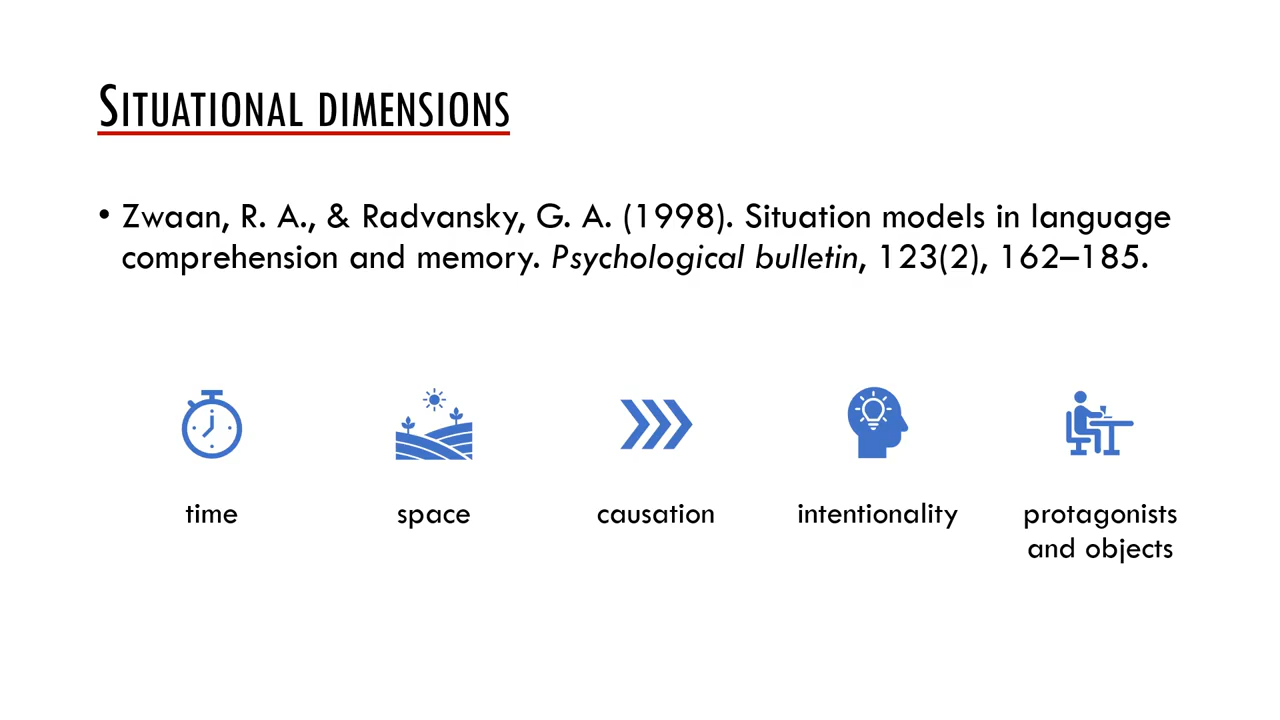 Situational dimensions
• Zwaan, R. A., & Radvansky, G. A. (1998). Situation models in language
comprehension and memory. Psychological bulletin, 123(2), 162–185.
time
space
causation
intentionality
protagonists
and objects